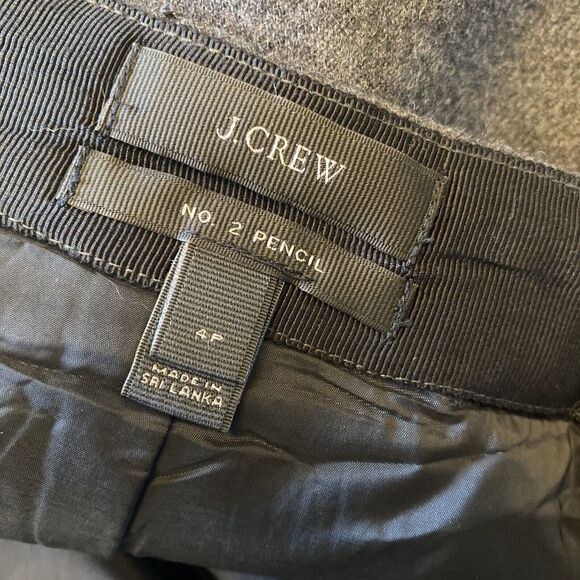 J.CREW
NO. 2 PENCIL
4P
MADE IN
SRI LANKA